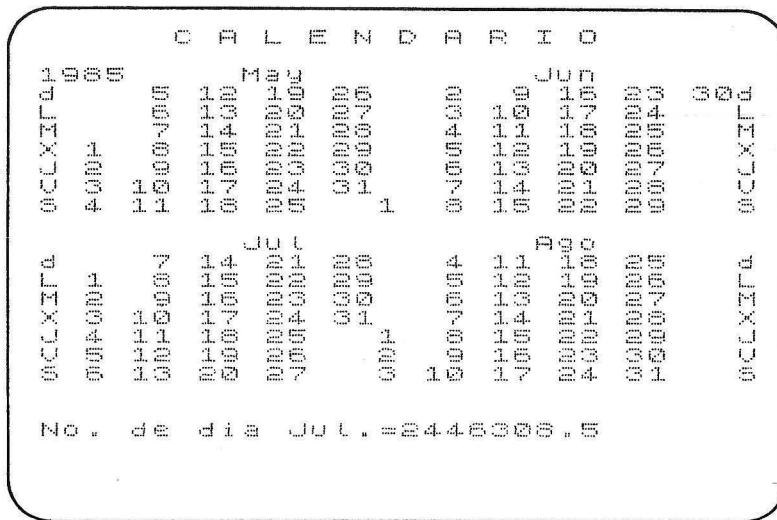 C A L E N D A R I O
1985 May Jun
d 5 12 19 26 2 9 16 23 30d
L 6 13 20 27 3 10 17 24 L
M 7 14 21 28 4 11 18 25 M
X 1 8 15 22 29 5 12 19 26 X
J 2 9 16 23 30 6 13 20 27 J
V 3 10 17 24 31 7 14 21 28 V
S 4 11 18 25 1 8 15 22 29 S
Jul Ago
d 7 14 21 28 4 11 18 25 d
L 1 8 15 22 29 5 12 19 26 L
M 2 9 16 23 30 6 13 20 27 M
X 3 10 17 24 31 7 14 21 28 X
J 4 11 18 25 1 8 15 22 29 J
V 5 12 19 26 2 9 16 23 30 V
S 6 13 20 27 3 10 17 24 31 S
No. de dia Jul.=2446308.5